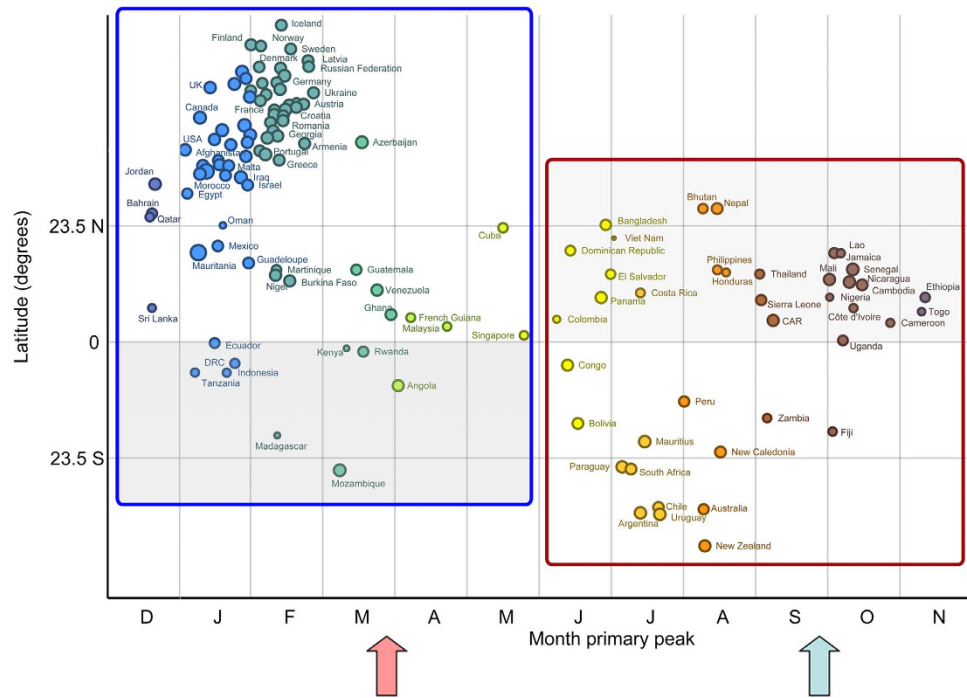 Iceland
Finland
Norway
Sweden
Denmark
Latvia
Russian Federation
UK
Germany
Ukraine
France
Austria
Canada
Croatia
Romania
USA
Georgia
Armenia
Azerbaijan
Afghanistan
Portugal
Malta
Greece
Jordan
Morocco
Iraq
Israel
Egypt
Bahrain
Qatar
Oman
Mexico
Mauritania
Guadeloupe
Martinique
Niger
Burkina Faso
Guatemala
Venezuela
Sri Lanka
Ghana
French Guiana
Malaysia
Singapore
Cuba
Ecuador
DRC
Indonesia
Tanzania
Kenya
Rwanda
Angola
Madagascar
Mozambique
Bhutan
Nepal
Bangladesh
Viet Nam
Dominican Republic
Lao
Jamaica
Philippines
Honduras
Thailand
Mali
Senegal
El Salvador
Nicaragua
Costa Rica
Cambodia
Panama
Sierra Leone
Nigeria
Ethiopia
Colombia
CAR
Côte d'Ivoire
Togo
Cameroon
Uganda
Congo
Peru
Bolivia
Zambia
Fiji
Mauritius
New Caledonia
Paraguay
South Africa
Chile
Argentina
Uruguay
Australia
New Zealand
Latitude (degrees)
23.5 N
0
23.5 S
D J F M A M J J A S O N
Month primary peak